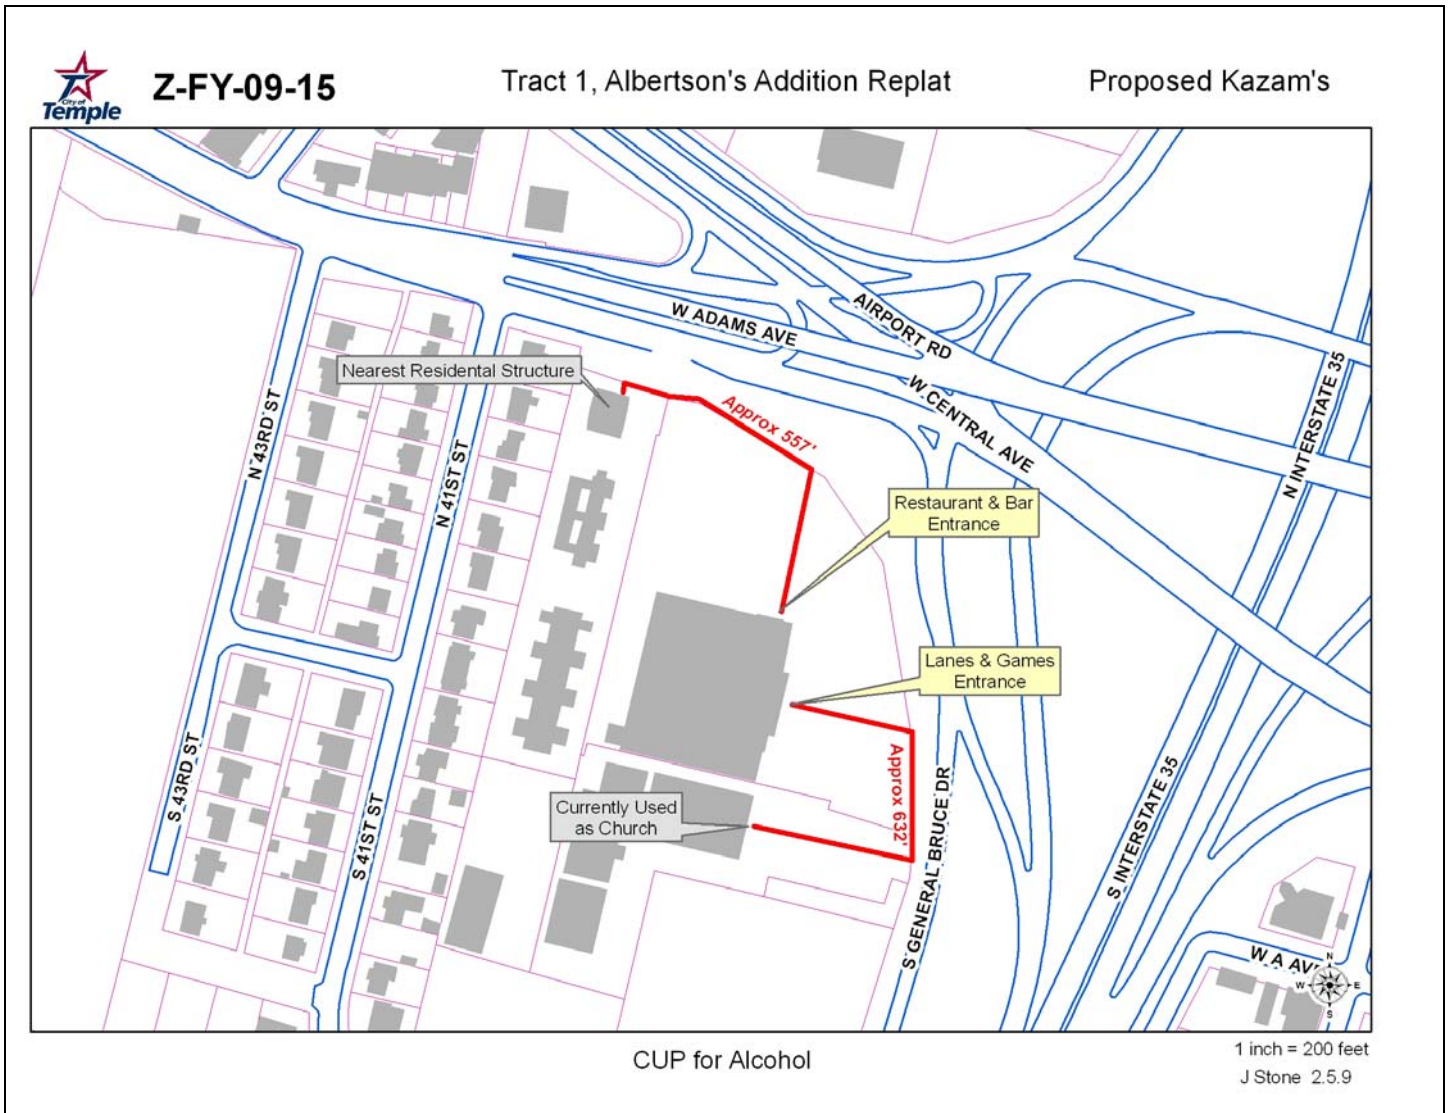 City of
Temple
Z-FY-09-15
Tract 1, Albertson's Addition Replat
Proposed Kazam's
W ADAMS AVE
AIRPORT RD
W CENTRAL AVE
N INTERSTATE 35
Nearest Residental Structure
Approx 557'
N 43RD ST
N 41ST ST
Restaurant & Bar
Entrance
Lanes & Games
Entrance
S 43RD ST
S 41ST ST
Currently Used
as Church
Approx 632'
S GENERAL BRUCE DR
S INTERSTATE 35
W A AV
N
W
E
S
CUP for Alcohol
1 inch = 200 feet
J Stone 2.5.9